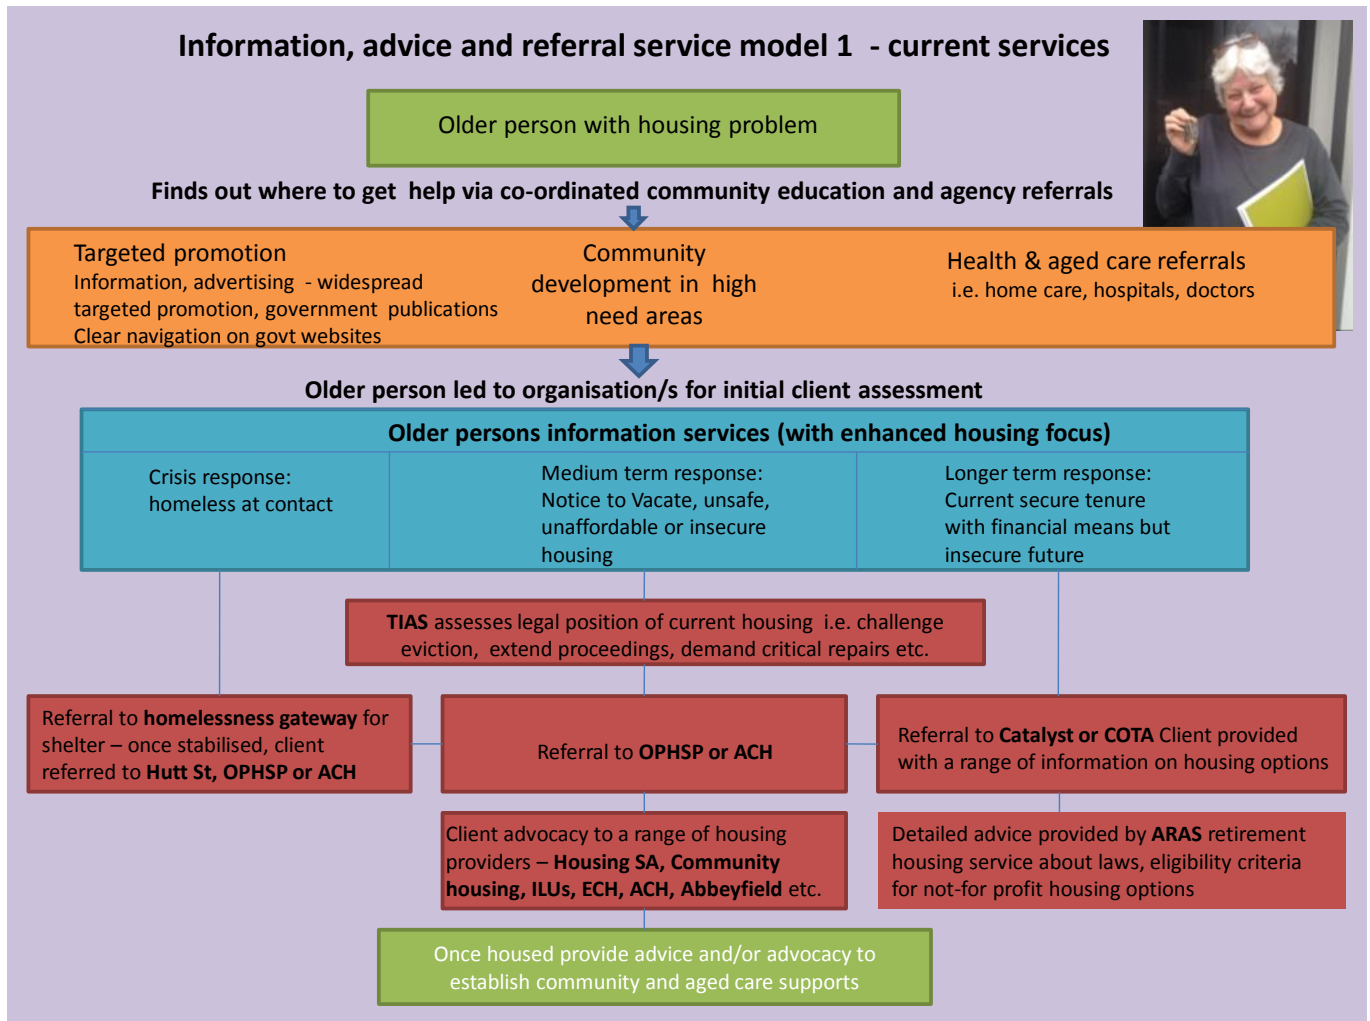 Information, advice and referral service model 1  - current services
Older person with housing problem
Finds out where to get  help via co-ordinated community education and agency referrals
Targeted promotion
Information, advertising  - widespread
targeted promotion, government  publications
Clear navigation on govt websites
Community
development in  high
need areas
Health & aged care referrals
i.e. home care, hospitals, doctors
Older person led to organisation/s for initial client assessment
Older persons information services (with enhanced housing focus)
Crisis response:
homeless at contact
Medium term response:
Notice to Vacate, unsafe,
unaffordable or insecure
housing
Longer term response:
Current secure tenure
with financial means but
insecure future
TIAS assesses legal position of current housing  i.e. challenge
eviction,  extend proceedings, demand critical repairs etc.
Referral to homelessness gateway for
shelter – once stabilised, client
referred to Hutt St, OPHSP or ACH
Referral to OPHSP or ACH
Referral to Catalyst or COTA Client provided
with a range of information on housing options
Client advocacy to a range of housing
providers – Housing SA, Community
housing, ILUs, ECH, ACH, Abbeyfield etc.
Detailed advice provided by ARAS retirement
housing service about laws, eligibility criteria
for not-for profit housing options
Once housed provide advice and/or advocacy to
establish community and aged care supports